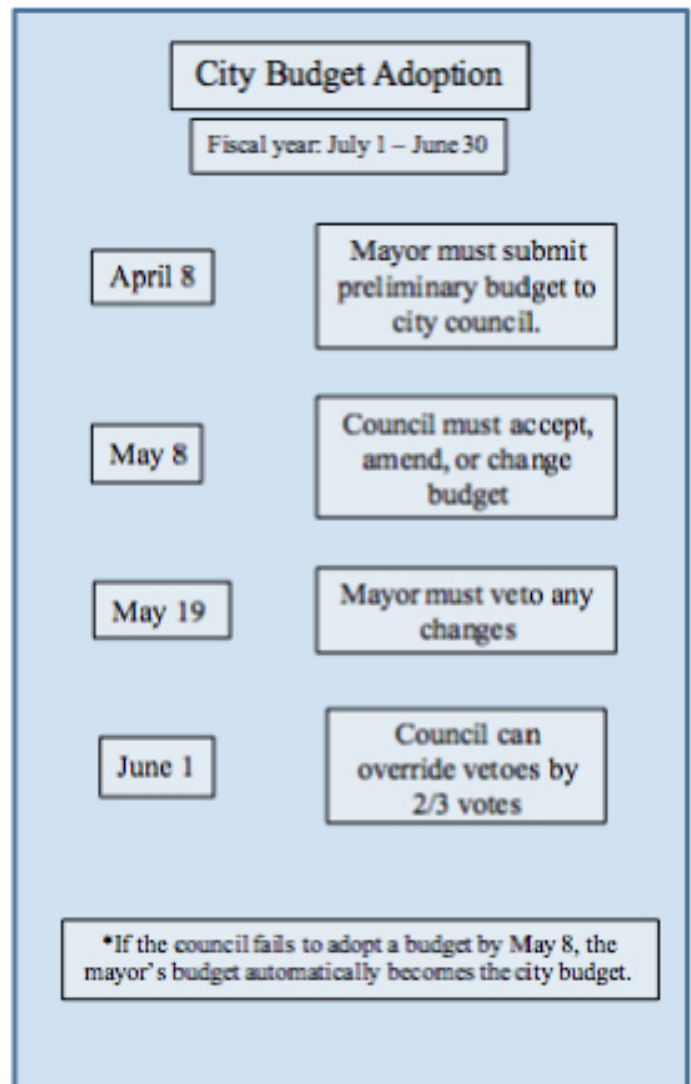 City Budget Adoption
Fiscal year: July 1 – June 30
April 8
Mayor must submit
preliminary budget to
city council.
May 8
Council must accept,
amend, or change
budget
May 19
Mayor must veto any
changes
June 1
Council can
override vetoes by
2/3 votes
*If the council fails to adopt a budget by May 8, the
mayor's budget automatically becomes the city budget.